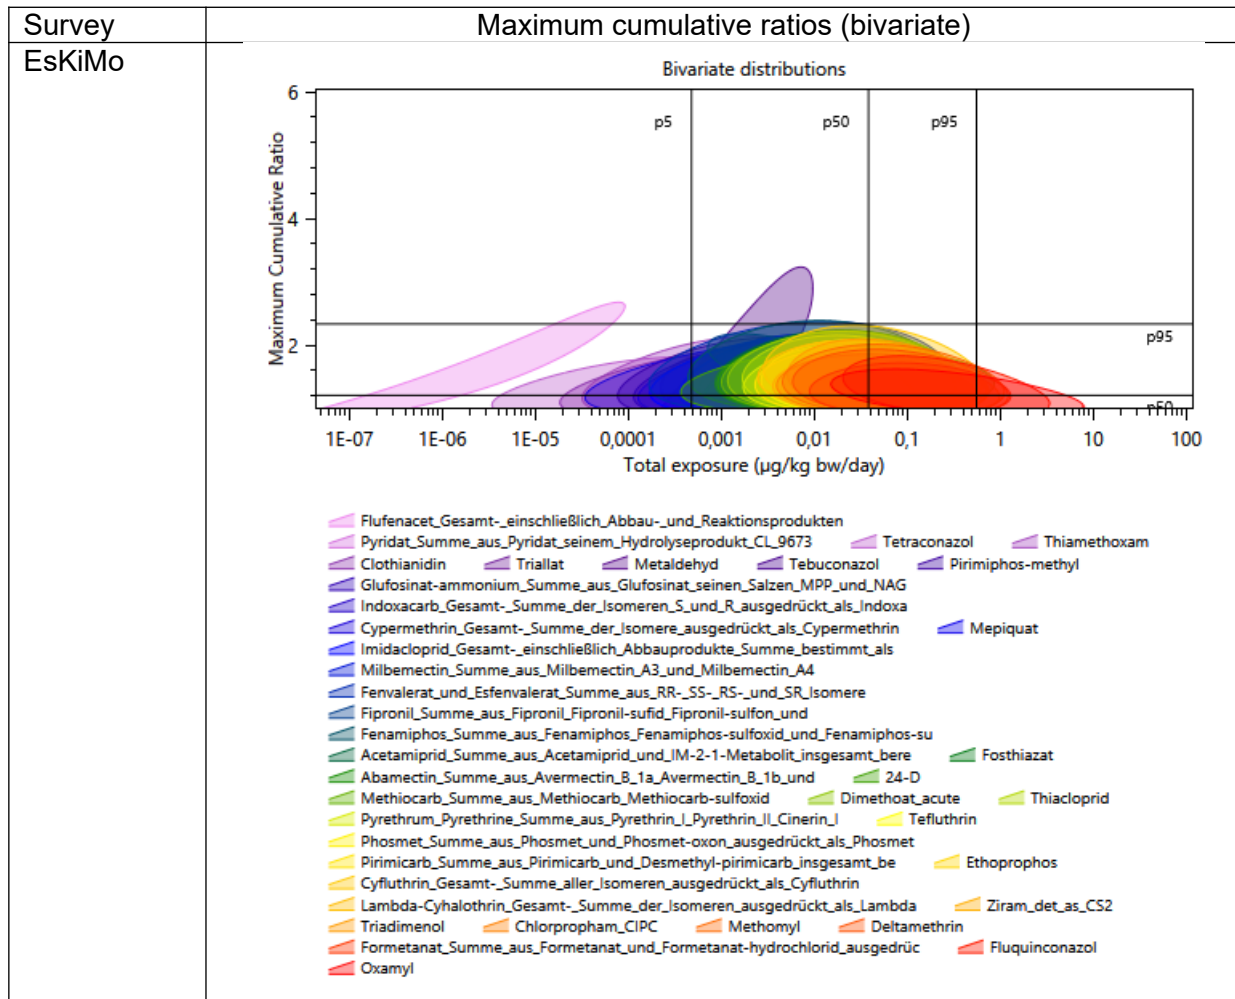 Survey Maximum cumulative ratios (bivariate)
EsKiMo
Bivariate distributions
6
4
2
Maximum Cumulative Ratio
p5 p50 p95
p95
p50
1E-07 1E-06 1E-05 0,0001 0,001 0,01 0,1 1 10 100
Total exposure (µg/kg bw/day)
Flufenacet_Gesamt-_einschließlich_Abbau-_und_Reaktionsprodukten
Pyridat_Summe_aus_Pyridat_seinem_Hydrolyseprodukt_CL_9673 Tetraconazol Thiamethoxam
Clothianidin Triallat Metaldehyd Tebuconazol Pirimiphos-methyl
Glufosinat-ammonium_Summe_aus_Glufosinat_seinen_Salzen_MPP_und_NAG
Indoxacarb_Gesamt-_Summe_der_Isomeren_S_und_R_ausgedrückt_als_Indoxa
Cypermethrin_Gesamt-_Summe_der_Isomere_ausgedrückt_als_Cypermethrin Mepiquat
Imidacloprid_Gesamt-_einschließlich_Abbauprodukte_Summe_bestimmt_als
Milbemectin_Summe_aus_Milbemectin_A3_und_Milbemectin_A4
Fenvalerat_und_Esfenvalerat_Summe_aus_RR-_SS-_RS-_und_SR_Isomere
Fipronil_Summe_aus_Fipronil_Fipronil-sufid_Fipronil-sulfon_und
Fenamiphos_Summe_aus_Fenamiphos_Fenamiphos-sulfoxid_und_Fenamiphos-su
Acetamiprid_Summe_aus_Acetamiprid_und_IM-2-1-Metabolit_insgesamt_bere Fosthiazat
Abamectin_Summe_aus_Avermectin_B_1a_Avermectin_B_1b_und 24-D
Methiocarb_Summe_aus_Methiocarb_Methiocarb-sulfoxid Dimethoat_acute Thiacloprid
Pyrethrum_Pyrethrine_Summe_aus_Pyrethrin_I_Pyrethrin_II_Cinerin_I Tefluthrin
Phosmet_Summe_aus_Phosmet_und_Phosmet-oxon_ausgedrückt_als_Phosmet
Pirimicarb_Summe_aus_Pirimicarb_und_Desmethyl-pirimicarb_insgesamt_be Ethoprophos
Cyfluthrin_Gesamt-_Summe_aller_Isomeren_ausgedrückt_als_Cyfluthrin
Lambda-Cyhalothrin_Gesamt-_Summe_der_Isomeren_ausgedrückt_als_Lambda Ziram_det_as_CS2
Triadimenol Chlorpropham_CIPC Methomyl Deltamethrin
Formetanat_Summe_aus_Formetanat_und_Formetanat-hydrochlorid_ausgedrüc Fluquinconazol
Oxamyl